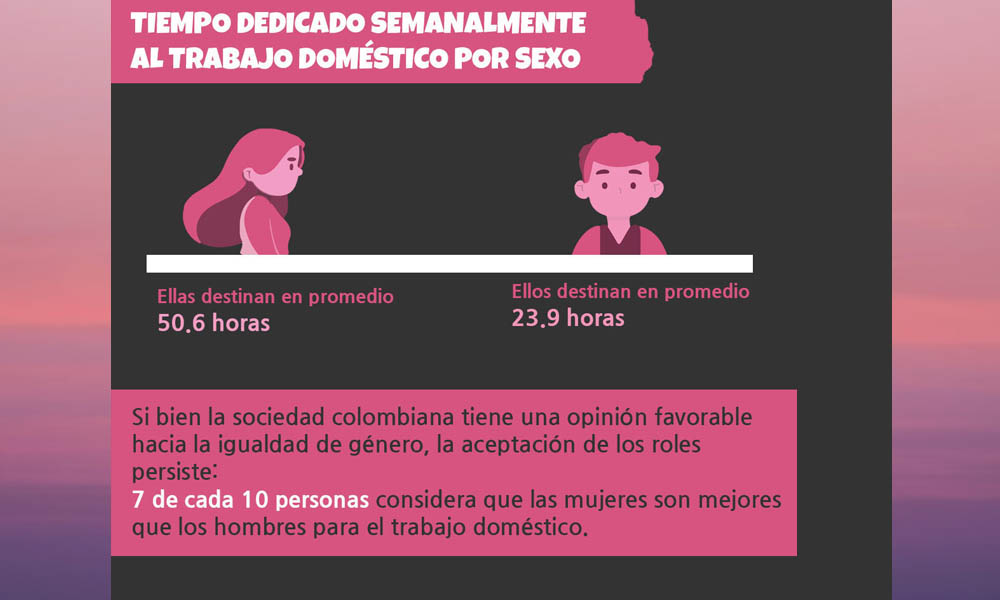 TIEMPO DEDICADO SEMANALMENTE
AL TRABAJO DOMÉSTICO POR SEXO
Ellas destinan en promedio
50.6 horas
Ellos destinan en promedio
23.9 horas
Si bien la sociedad colombiana tiene una opinión favorable
hacia la igualdad de género, la aceptación de los roles
persiste:
7 de cada 10 personas considera que las mujeres son mejores
que los hombres para el trabajo doméstico.